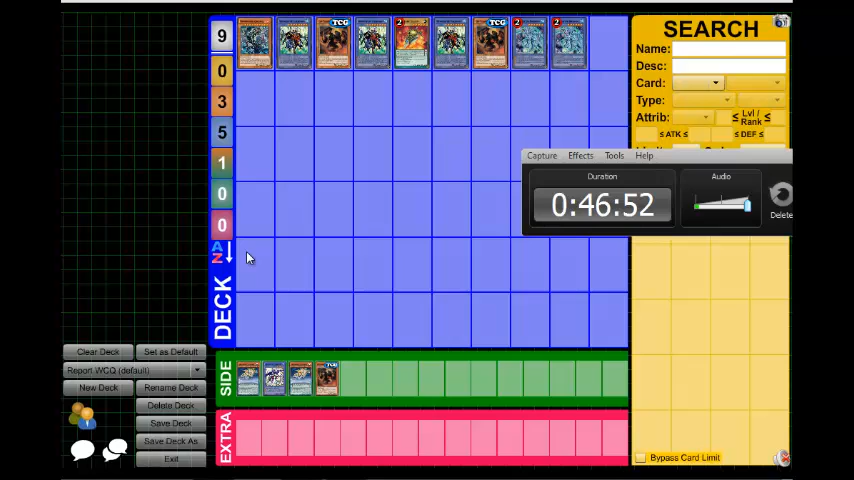 9
0
3
5
1
0
0
A
Z
DECK
TCG
2
TCG
2
2
SEARCH
Name:
Desc:
Card:
Type:
Attrib:
≤ Lvl / Rank ≤
≤ ATK ≤
≤ DEF ≤
Capture Effects Tools Help
Duration
0:46:52
Audio
Delete
Clear Deck
Set as Default
Report WCQ (default)
New Deck
Rename Deck
Delete Deck
Save Deck
Save Deck As
Exit
SIDE
TCG
EXTRA
Bypass Card Limit